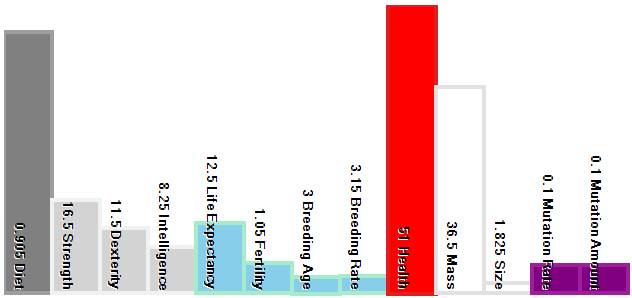 0.905 Diet
16.5 Strength
11.5 Dexterity
8.25 Intelligence
12.5 Life Expectancy
1.05 Fertility
3 Breeding Age
3.15 Breeding Rate
51 Health
36.5 Mass
1.825 Size
0.1 Mutation Rate
0.1 Mutation Amount